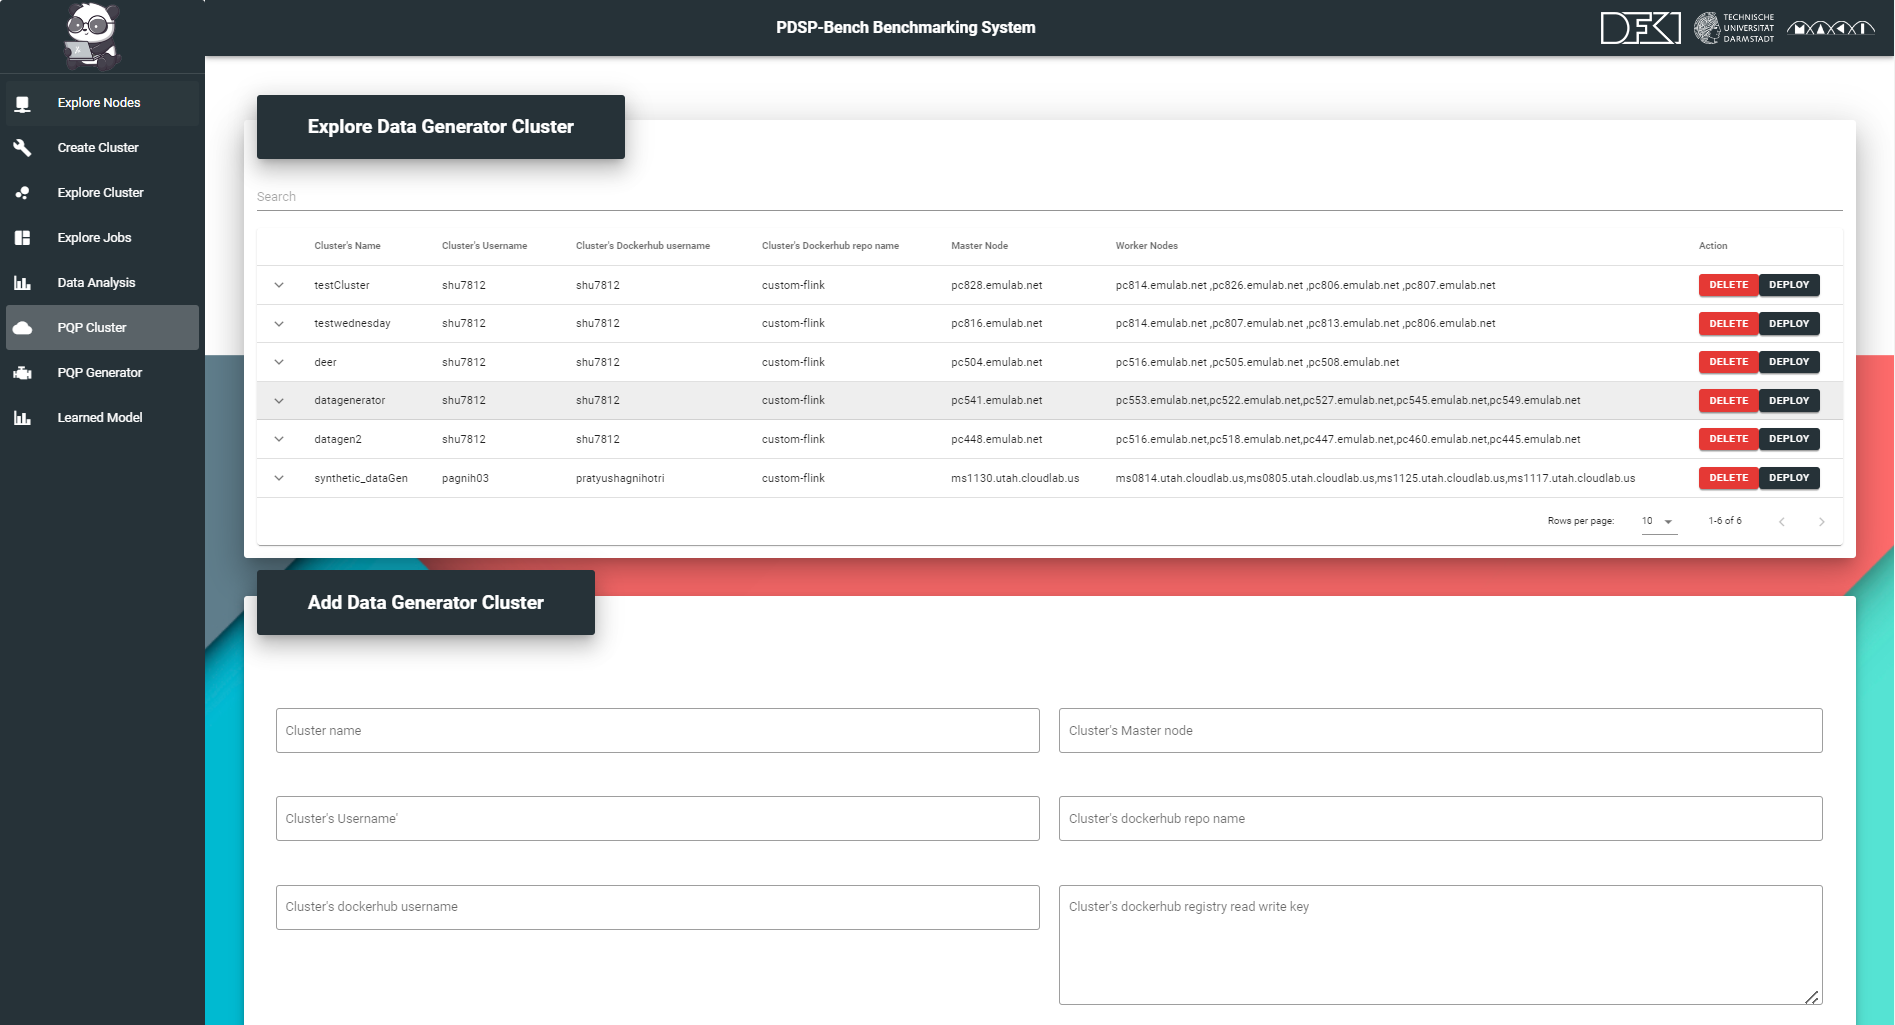 PDSP-Bench Benchmarking System
DFKI
TECHNISCHE
UNIVERSITÄT
DARMSTADT
MAKI
Explore Nodes
Create Cluster
Explore Cluster
Explore Jobs
Data Analysis
PQP Cluster
PQP Generator
Learned Model
Explore Data Generator Cluster
Search
Cluster's Name Cluster's Username Cluster's Dockerhub username Cluster's Dockerhub repo name Master Node Worker Nodes Action
testCluster shu7812 shu7812 custom-flink pc828.emulab.net pc814.emulab.net ,pc826.emulab.net ,pc806.emulab.net ,pc807.emulab.net DELETE DEPLOY
testwednesday shu7812 shu7812 custom-flink pc816.emulab.net pc814.emulab.net ,pc807.emulab.net ,pc813.emulab.net ,pc806.emulab.net DELETE DEPLOY
deer shu7812 shu7812 custom-flink pc504.emulab.net pc516.emulab.net ,pc505.emulab.net ,pc508.emulab.net DELETE DEPLOY
datagenerator shu7812 shu7812 custom-flink pc541.emulab.net pc553.emulab.net,pc522.emulab.net,pc527.emulab.net,pc545.emulab.net,pc549.emulab.net DELETE DEPLOY
datagen2 shu7812 shu7812 custom-flink pc448.emulab.net pc516.emulab.net,pc518.emulab.net,pc447.emulab.net,pc460.emulab.net,pc445.emulab.net DELETE DEPLOY
synthetic_dataGen pagnih03 pratyushagnihotri custom-flink ms1130.utah.cloudlab.us ms0814.utah.cloudlab.us,ms0805.utah.cloudlab.us,ms1125.utah.cloudlab.us,ms1117.utah.cloudlab.us DELETE DEPLOY
Rows per page: 10 1-6 of 6
Add Data Generator Cluster
Cluster name
Cluster's Master node
Cluster's Username'
Cluster's dockerhub repo name
Cluster's dockerhub username
Cluster's dockerhub registry read write key